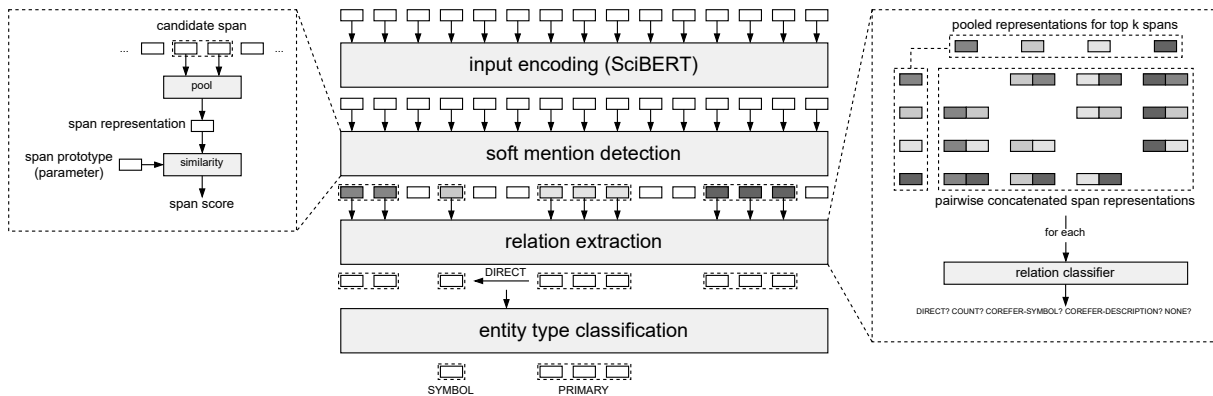 candidate span
... ...
pool
span representation
span prototype
(parameter)
similarity
span score
input encoding (SciBERT)
soft mention detection
relation extraction
DIRECT
entity type classification
SYMBOL
PRIMARY
pooled representations for top k spans
pairwise concatenated span representations
for each
relation classifier
DIRECT? COUNT? COREFER-SYMBOL? COREFER-DESCRIPTION? NONE?